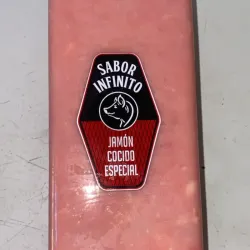 SABOR
INFINITO
JAMÓN
COCIDO
ESPECIAL